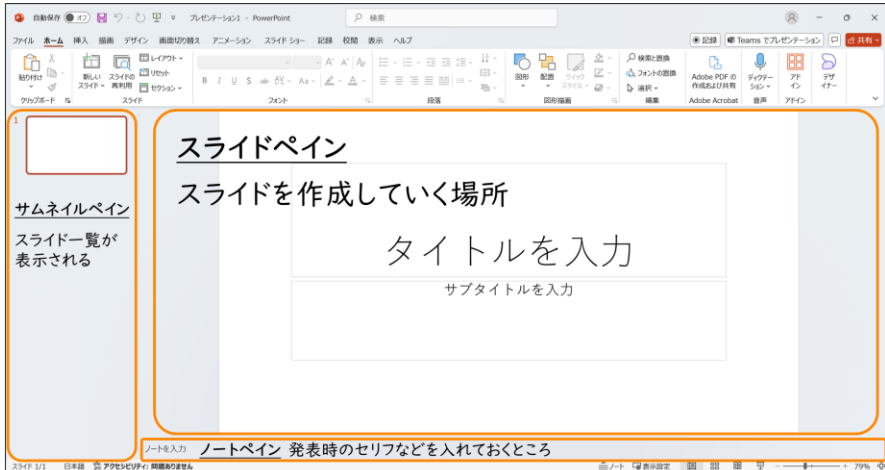 自動保存 オフ プレゼンテーション1 - PowerPoint 検索
ファイル ホーム 挿入 描画 デザイン 画面切り替え アニメーション スライド ショー 記録 校閲 表示 ヘルプ 記録 Teams でプレゼンテーション 共有
貼り付け 新しいスライド スライドの再利用 レイアウト リセット セクション
B I U S ab AV Aa A A
図形 配置 クイックスタイル 検索と置換 フォントの置換 選択
Adobe PDF の作成および共有 ディクテーション アドイン デザイナー
クリップボード スライド フォント 段落 図形描画 編集 Adobe Acrobat 音声 アドイン
1
サムネイルペイン
スライド一覧が
表示される
スライドペイン
スライドを作成していく場所
タイトルを入力
サブタイトルを入力
ノートを入力 ノートペイン 発表時のセリフなどを入れておくところ
スライド 1/1 日本語 アクセシビリティ: 問題ありません ノート 表示設定 79%